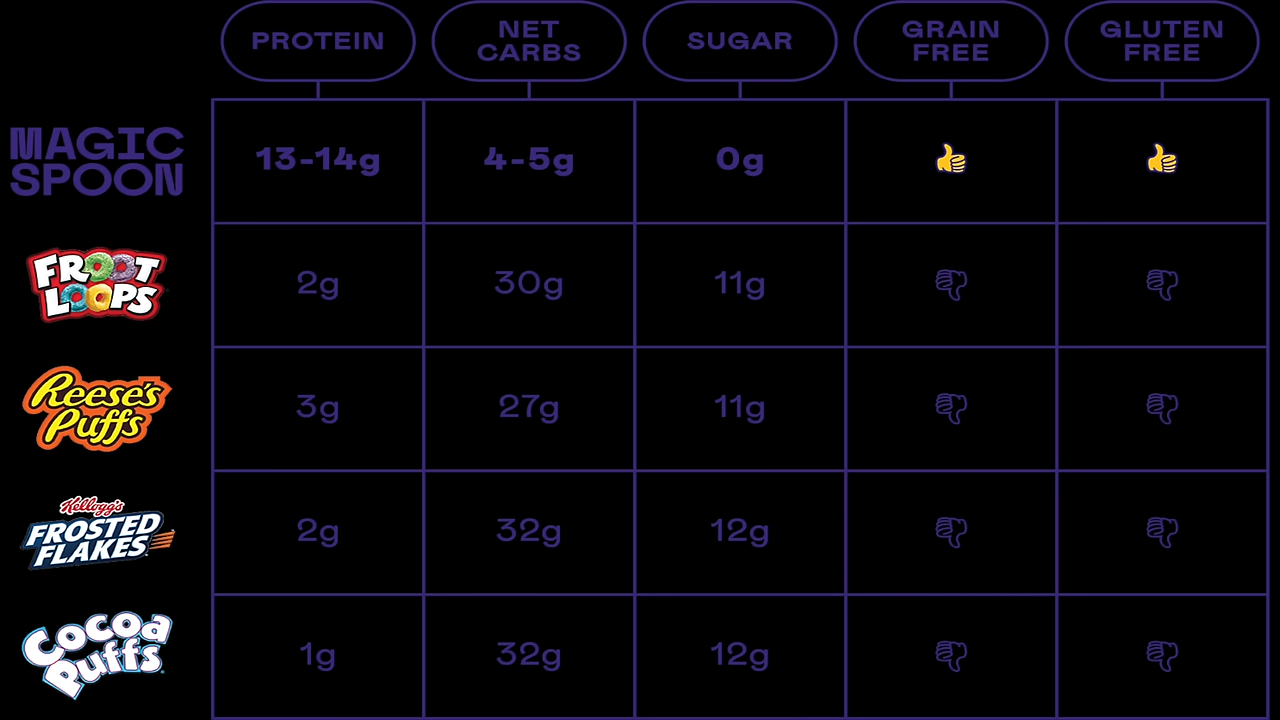 PROTEIN
NET
CARBS
SUGAR
GRAIN
FREE
GLUTEN
FREE
MAGIC
SPOON
13-14g
4-5g
0g
FROOT
LOOPS
2g
30g
11g
Reese's
Puffs
3g
27g
11g
Kellogg's
FROSTED
FLAKES
2g
32g
12g
Cocoa
Puffs
1g
32g
12g